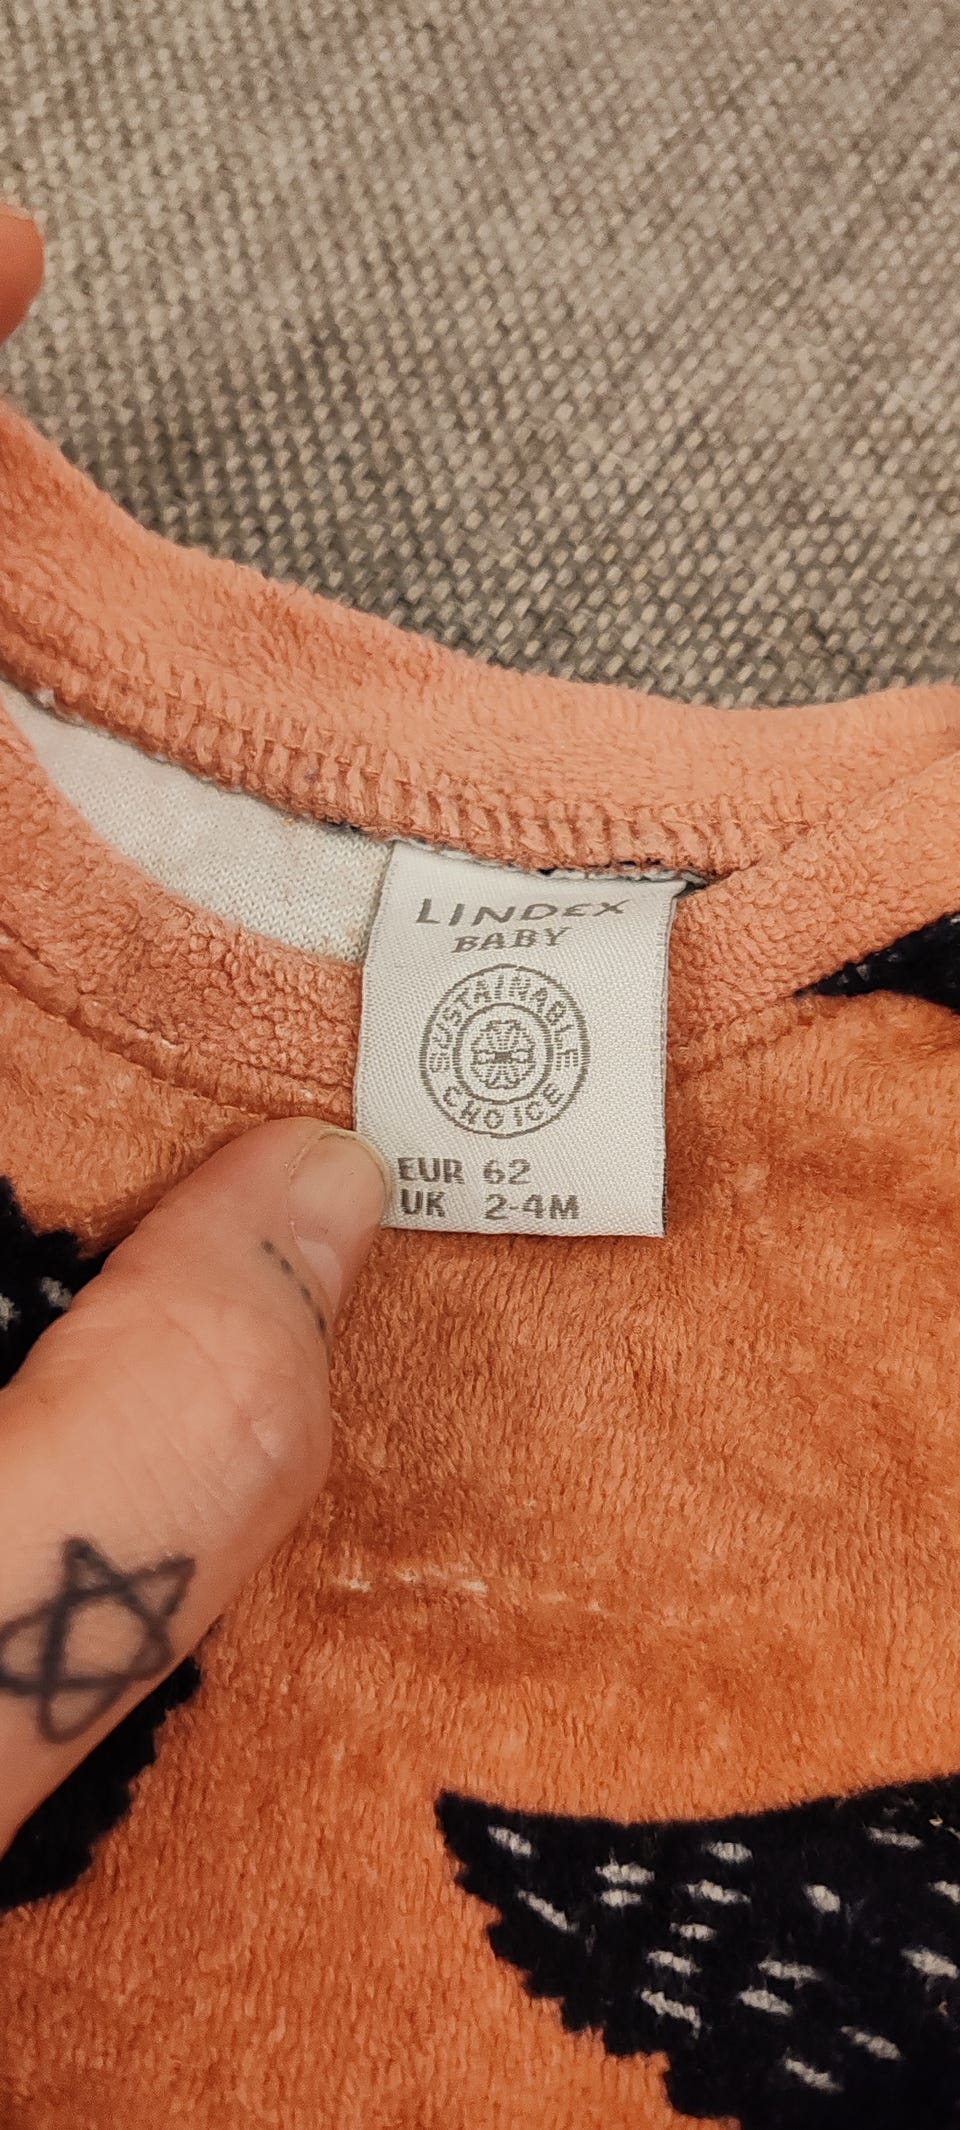 LINDEX
BABY
SUSTAINABLE
CHOICE
EUR 62
UK 2-4M